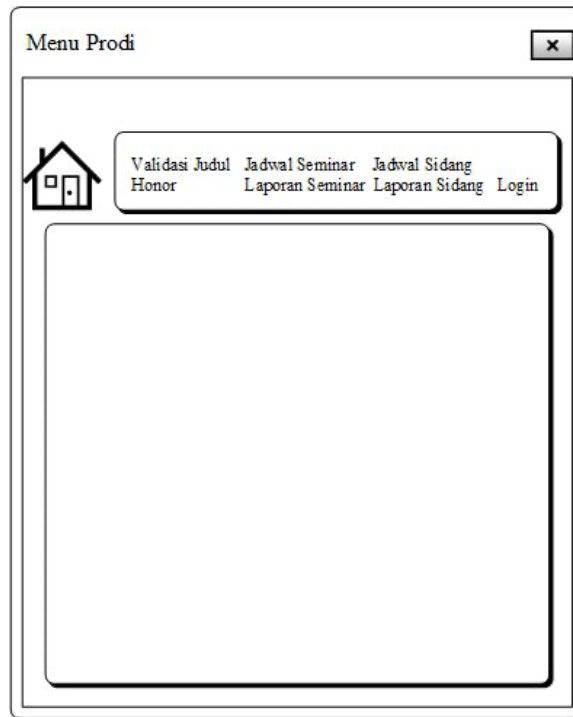 Menu Prodi
Validasi Judul Jadwal Seminar Jadwal Sidang
Honor Laporan Seminar Laporan Sidang Login